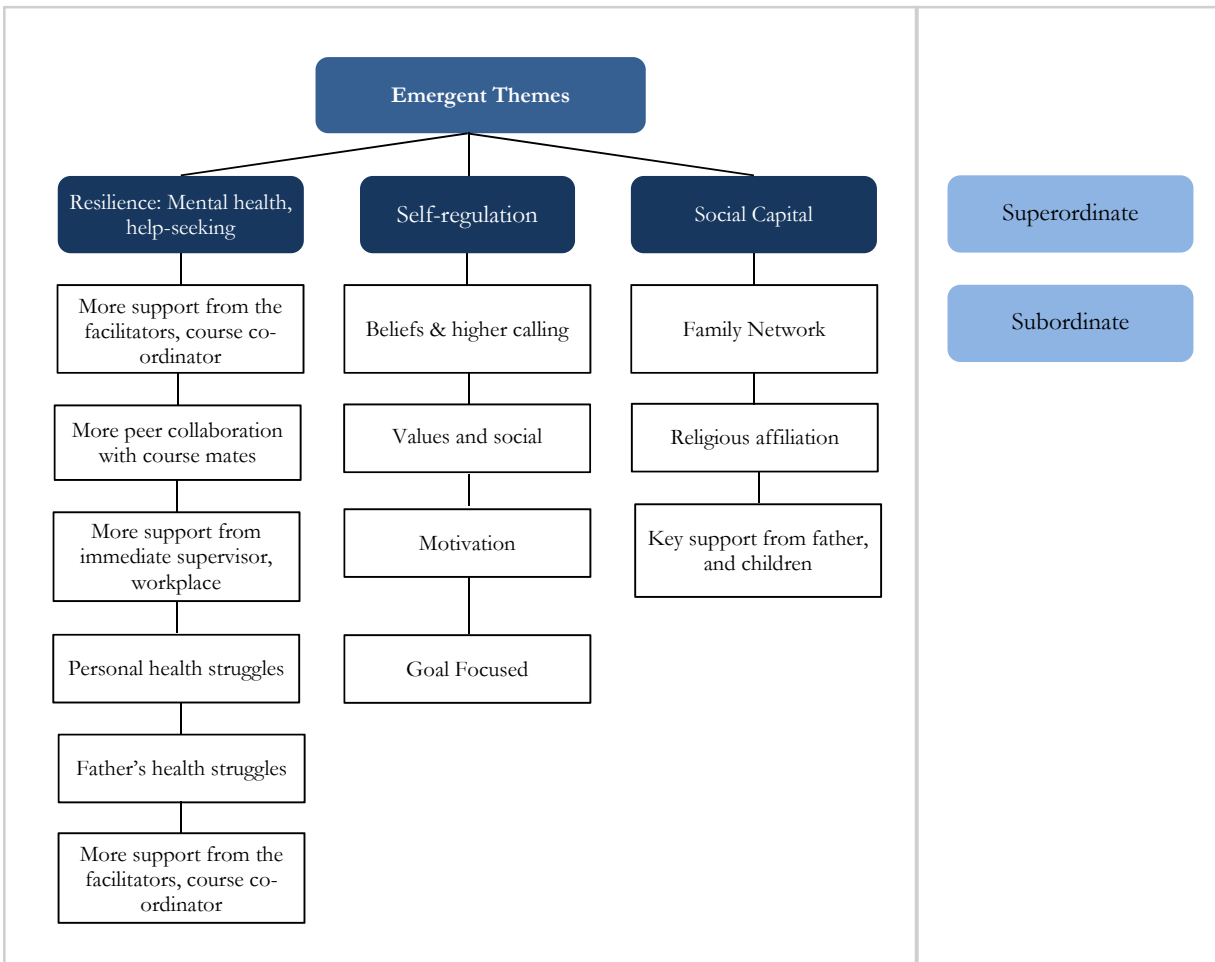 Emergent Themes
Resilience: Mental health,
help-seeking
Self-regulation
Social Capital
Superordinate
More support from the
facilitators, course co-
ordinator
Beliefs & higher calling
Family Network
Subordinate
More peer collaboration
with course mates
Values and social
Religious affiliation
More support from
immediate supervisor,
workplace
Motivation
Key support from father,
and children
Personal health struggles
Goal Focused
Father’s health struggles
More support from the
facilitators, course co-
ordinator